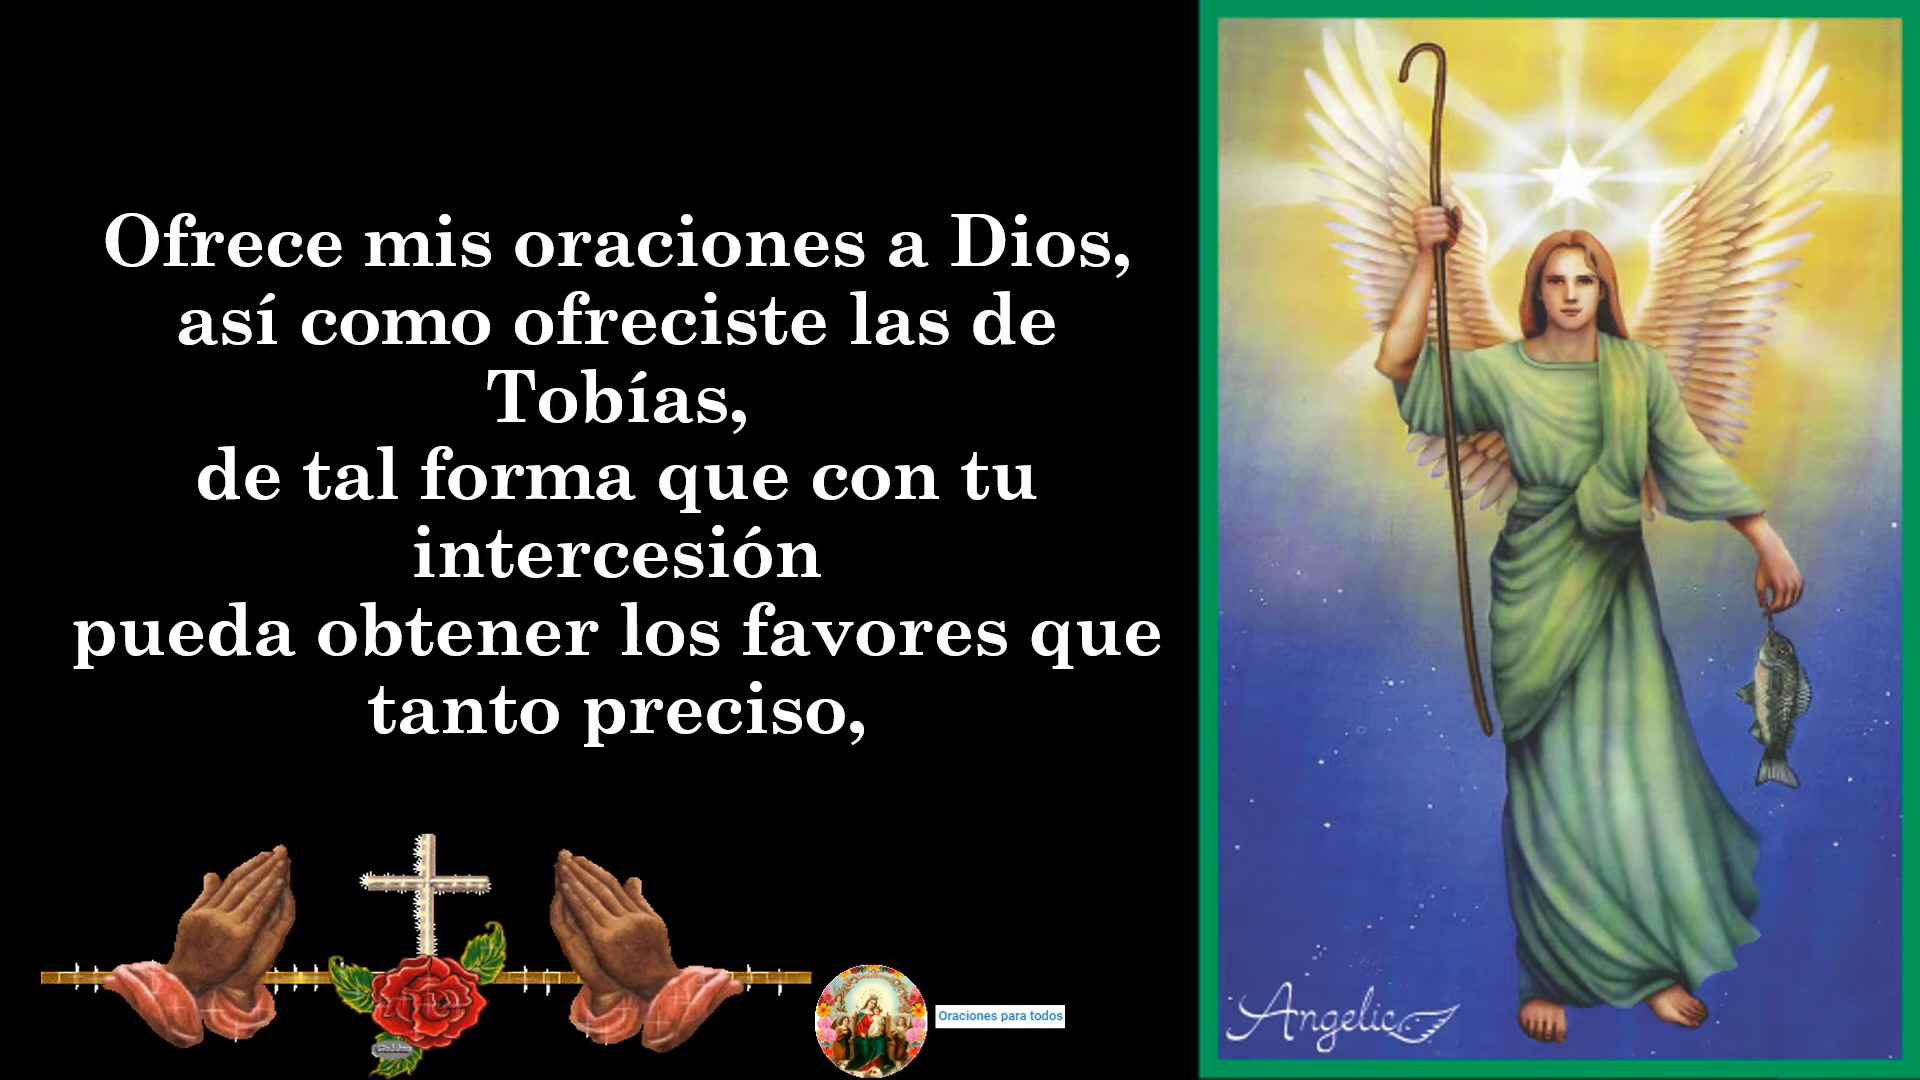 Ofrece mis oraciones a Dios,
así como ofreciste las de
Tobías,
de tal forma que con tu
intercesión
pueda obtener los favores que
tanto preciso,
Oraciones para todos
Angelic